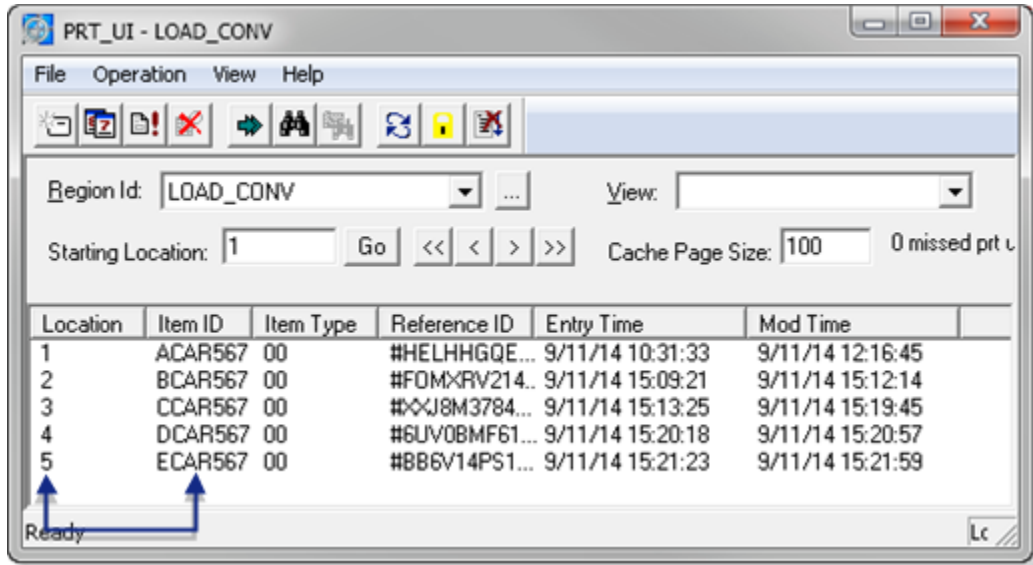 PRT_UI - LOAD_CONV
File Operation View Help
Region Id: LOAD_CONV ... View:
Starting Location: 1 Go << < > >> Cache Page Size: 100 0 missed prt u
Location Item ID Item Type Reference ID Entry Time Mod Time
1 ACAR567 00 #HELHHGQE... 9/11/14 10:31:33 9/11/14 12:16:45
2 BCAR567 00 #FOMXRV214... 9/11/14 15:09:21 9/11/14 15:12:14
3 CCAR567 00 #XXJ8M3784... 9/11/14 15:13:25 9/11/14 15:19:45
4 DCAR567 00 #6UV0BMF61... 9/11/14 15:20:18 9/11/14 15:20:57
5 ECAR567 00 #BB6V14PS1... 9/11/14 15:21:23 9/11/14 15:21:59
Ready Lc